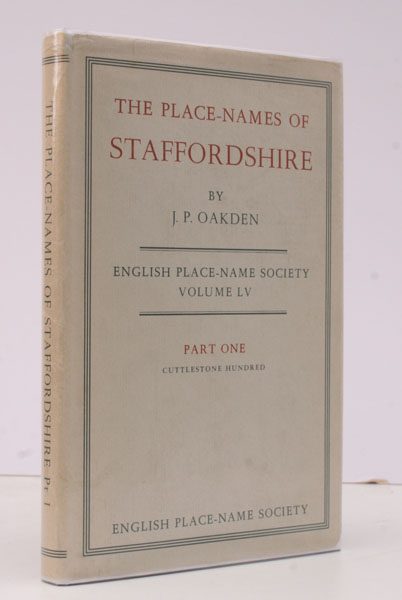 THE PLACE-NAMES OF STAFFORDSHIRE Pt I
THE PLACE-NAMES OF
STAFFORDSHIRE
BY
J. P. OAKDEN
ENGLISH PLACE-NAME SOCIETY
VOLUME LV
PART ONE
CUTTLESTONE HUNDRED
ENGLISH PLACE-NAME SOCIETY